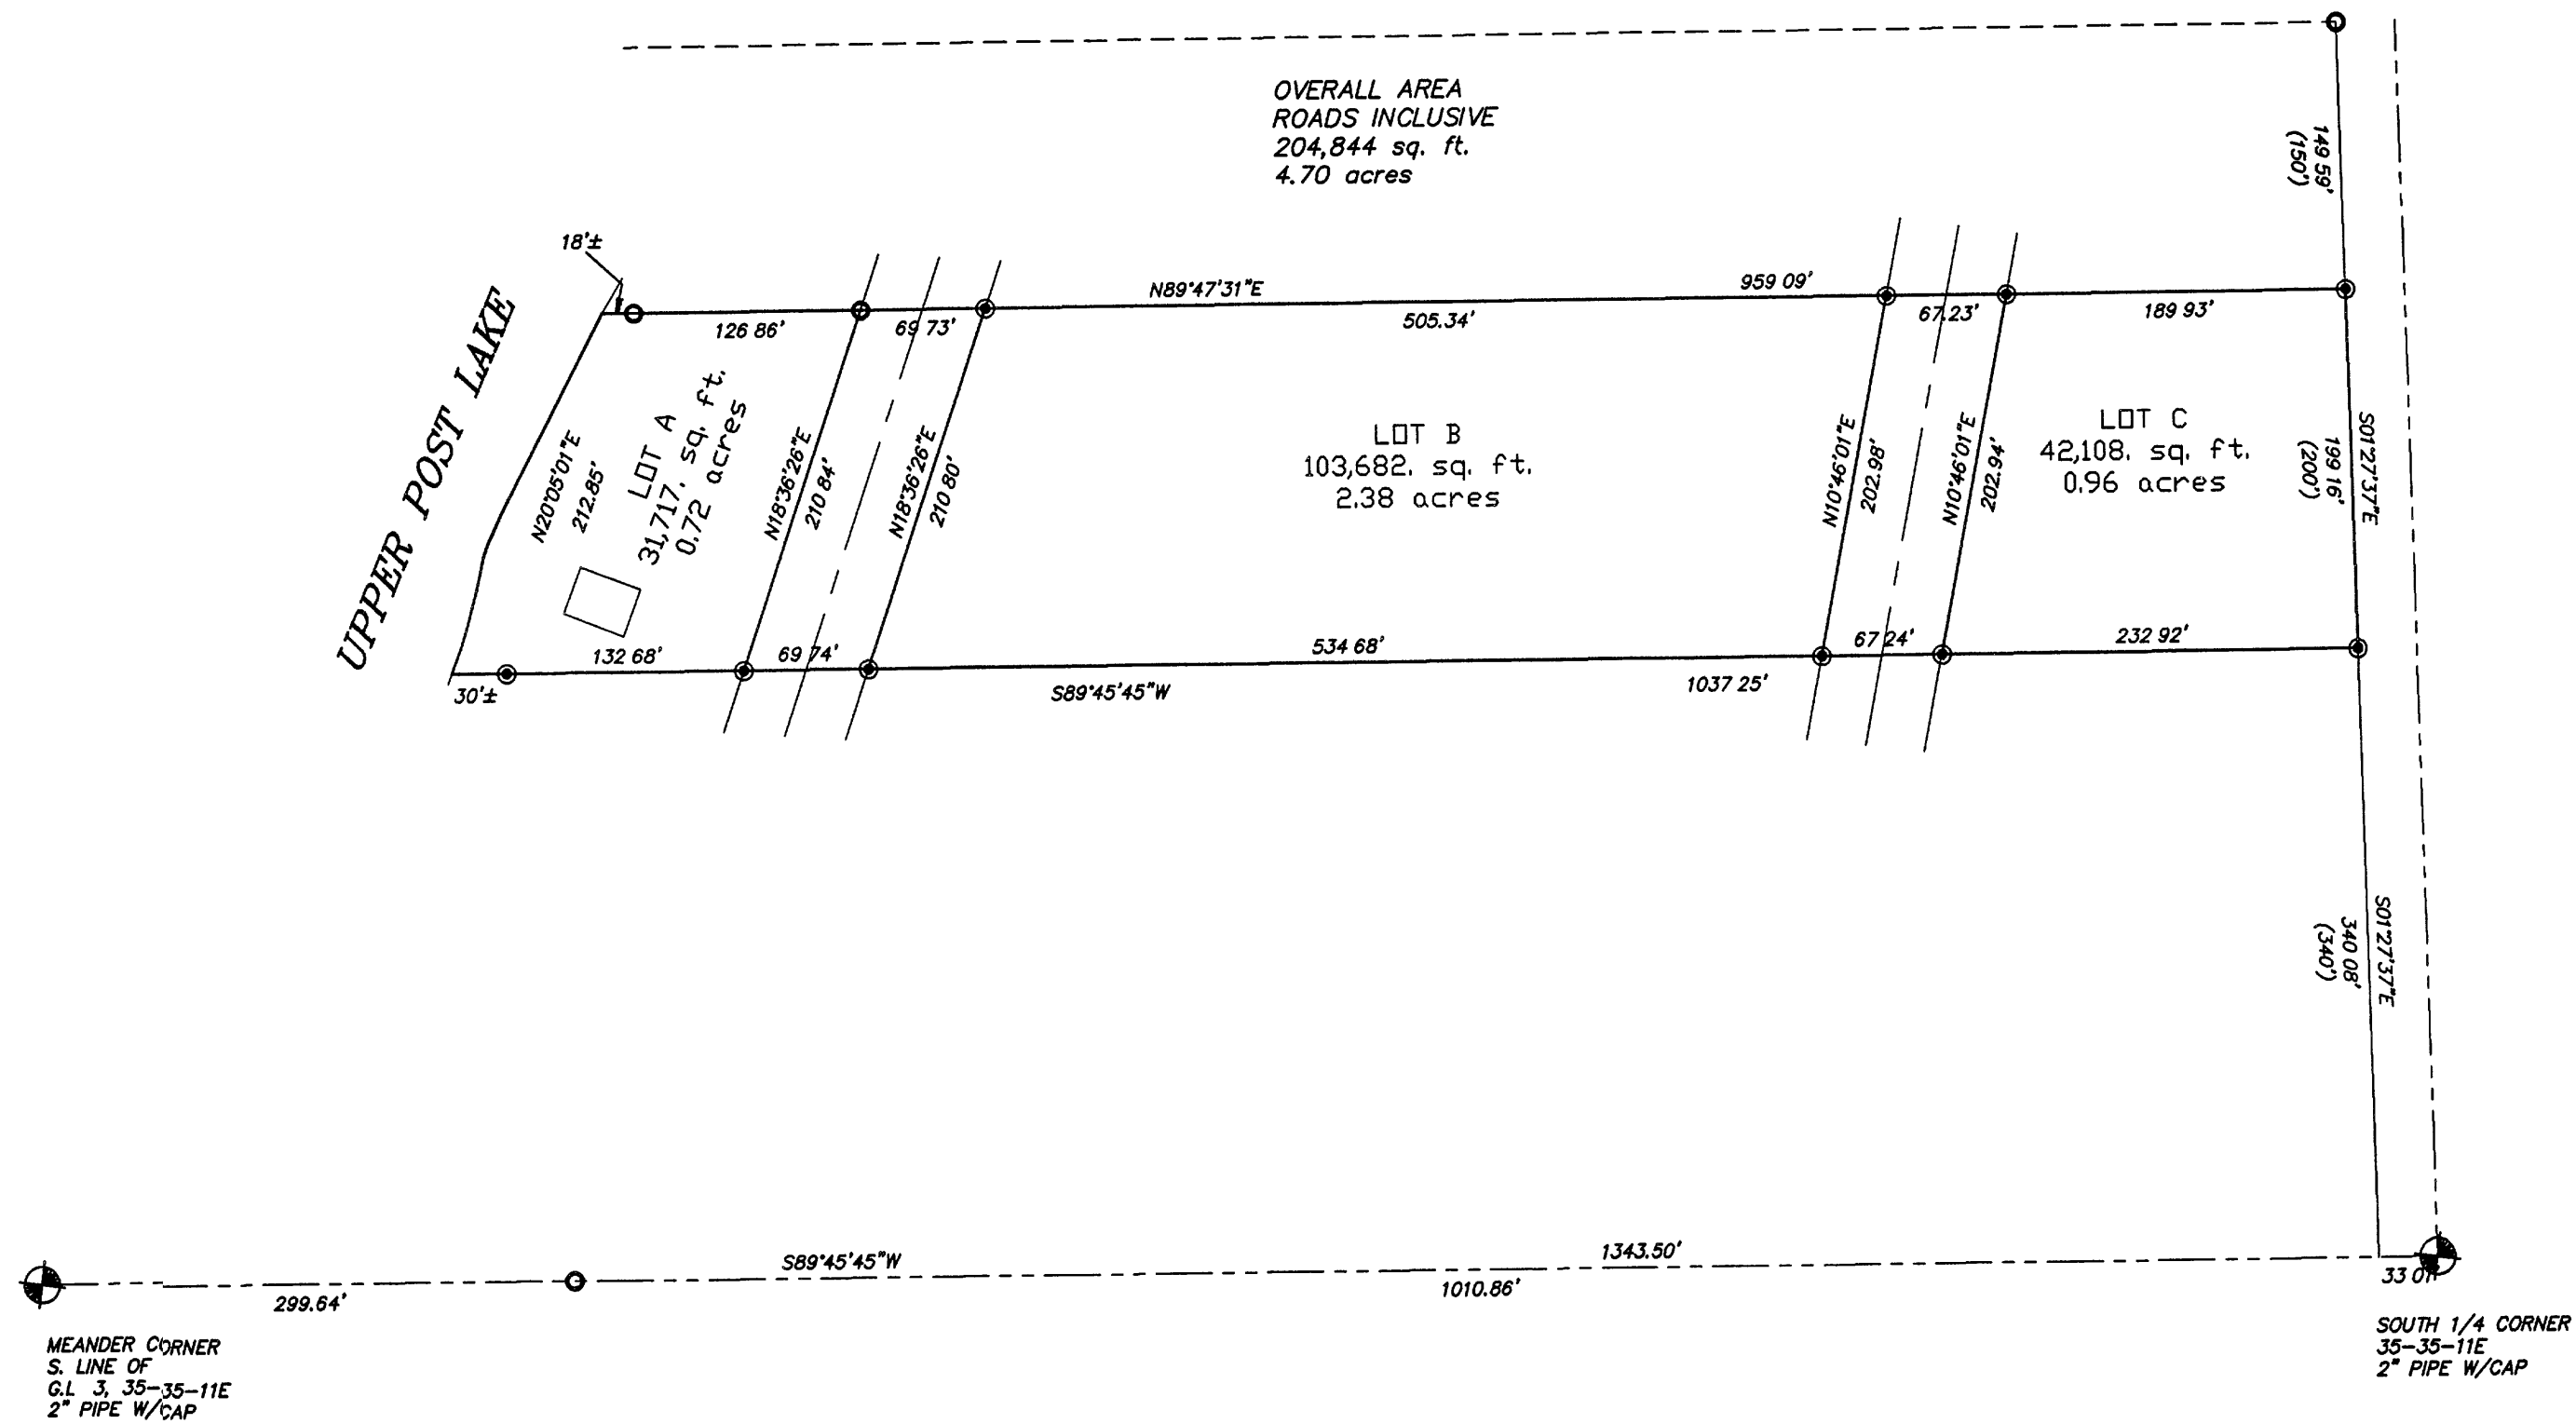 OVERALL AREA
ROADS INCLUSIVE
204,844 sq. ft.
4.70 acres
149 59'
(150')
18'±
UPPER POST LAKE
N89°47'31"E
959 09'
126 86'
69 73'
505.34'
67.23'
189 93'
N20°05'01"E
212.85'
LOT A
31,717. sq. ft.
0.72 acres
N18°36'26"E
210 84'
N18°36'26"E
210 80'
LOT B
103,682. sq. ft.
2.38 acres
N10°46'01"E
202.98'
N10°46'01"E
202.94'
LOT C
42,108. sq. ft.
0.96 acres
S01°27'37"E
199 16'
(200')
30'±
132 68'
69 74'
534 68'
67 24'
232 92'
S89°45'45"W
1037 25'
S01°27'37"E
340 08'
(340')
S89°45'45"W
1343.50'
299.64'
1010.86'
MEANDER CORNER
S. LINE OF
G.L 3, 35-35-11E
2" PIPE W/CAP
SOUTH 1/4 CORNER
35-35-11E
2" PIPE W/CAP